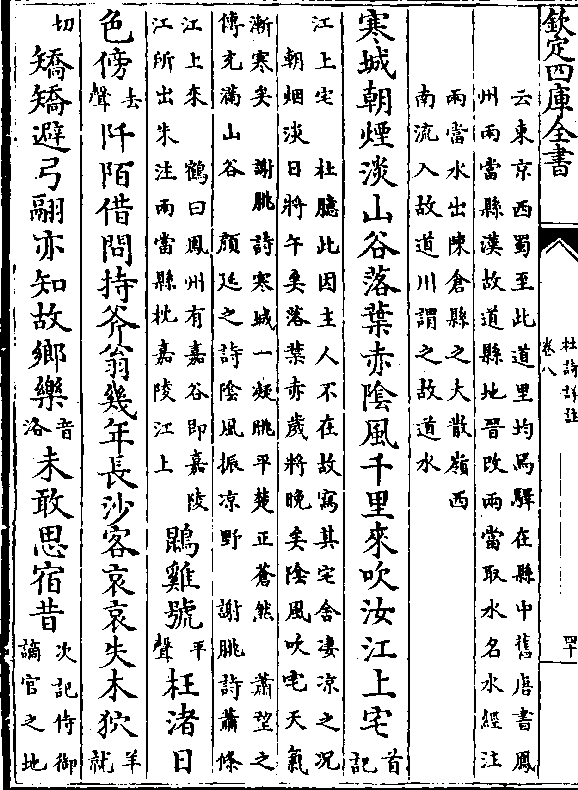 欽定四庫全書
杜詩詳註
卷八
四十
云東京西蜀至此道里均爲驛在縣中舊唐書鳳
州兩當縣漢故道縣地晉改兩當取水名水經注
兩當水出陳倉縣之大散嶺西
南流入故道川謂之故道水
寒城朝煙淡山谷落葉赤陰風千里來吹汝江上宅首
記
江上宅 杜臆此因主人不在故寫其宅舍凄凉之况
朝烟淡日將午矣落葉赤歲將晚矣陰風吹宅天氣
漸寒矣 謝朓詩寒城一凝眺平楚正蒼然 蕭望之
傳充滿山谷 顔延之詩陰風振凉野 謝朓詩蕭條
江上來 鶴曰鳳州有嘉谷即嘉陵
江所出朱注兩當縣枕嘉陵江上
鵾雞號平
聲枉渚日
色傍去
聲阡陌借問持斧翁幾年長沙客哀哀失木狖羊
就
切矯矯避弓翮亦知故鄉樂音
洛未敢思宿昔次記侍御
謫官之地